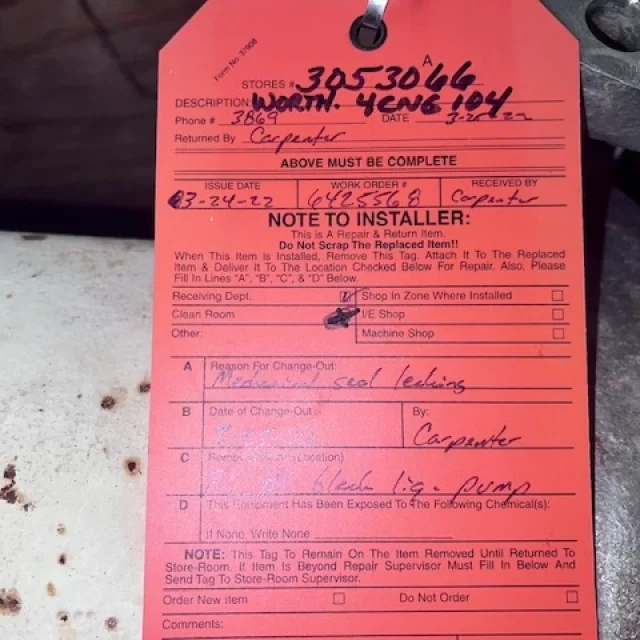 Form No. 37908
A
STORES # 3053066
DESCRIPTION: WORTH. 4CNG 104
Phone # 3869 DATE
Returned By Carpenter
ABOVE MUST BE COMPLETE
ISSUE DATE WORK ORDER # RECEIVED BY
03-24-22 6425568 Carpenter
NOTE TO INSTALLER:
This is A Repair & Return Item.
Do Not Scrap The Replaced Item!!
When This Item is Installed, Remove This Tag. Attach It To The Replaced
Item & Deliver It To The Location Checked Below For Repair. Also, Please
Fill In Lines "A", "B", "C", & "D" Below.
Receiving Dept. Shop In Zone Where Installed
Clean Room I/E Shop
Other: Machine Shop
A Reason For Change-Out:
Mechanical seal leaking
B Date of Change-Out By:
Carpenter
C (Location)
black liq. pump
D This Equipment Has Been Exposed To The Following Chemical(s):
If None, Write None
NOTE: This Tag To Remain On The Item Removed Until Returned To
Store-Room. If Item Is Beyond Repair Supervisor Must Fill In Below And
Send Tag To Store-Room Supervisor.
Order New Item Do Not Order
Comments: